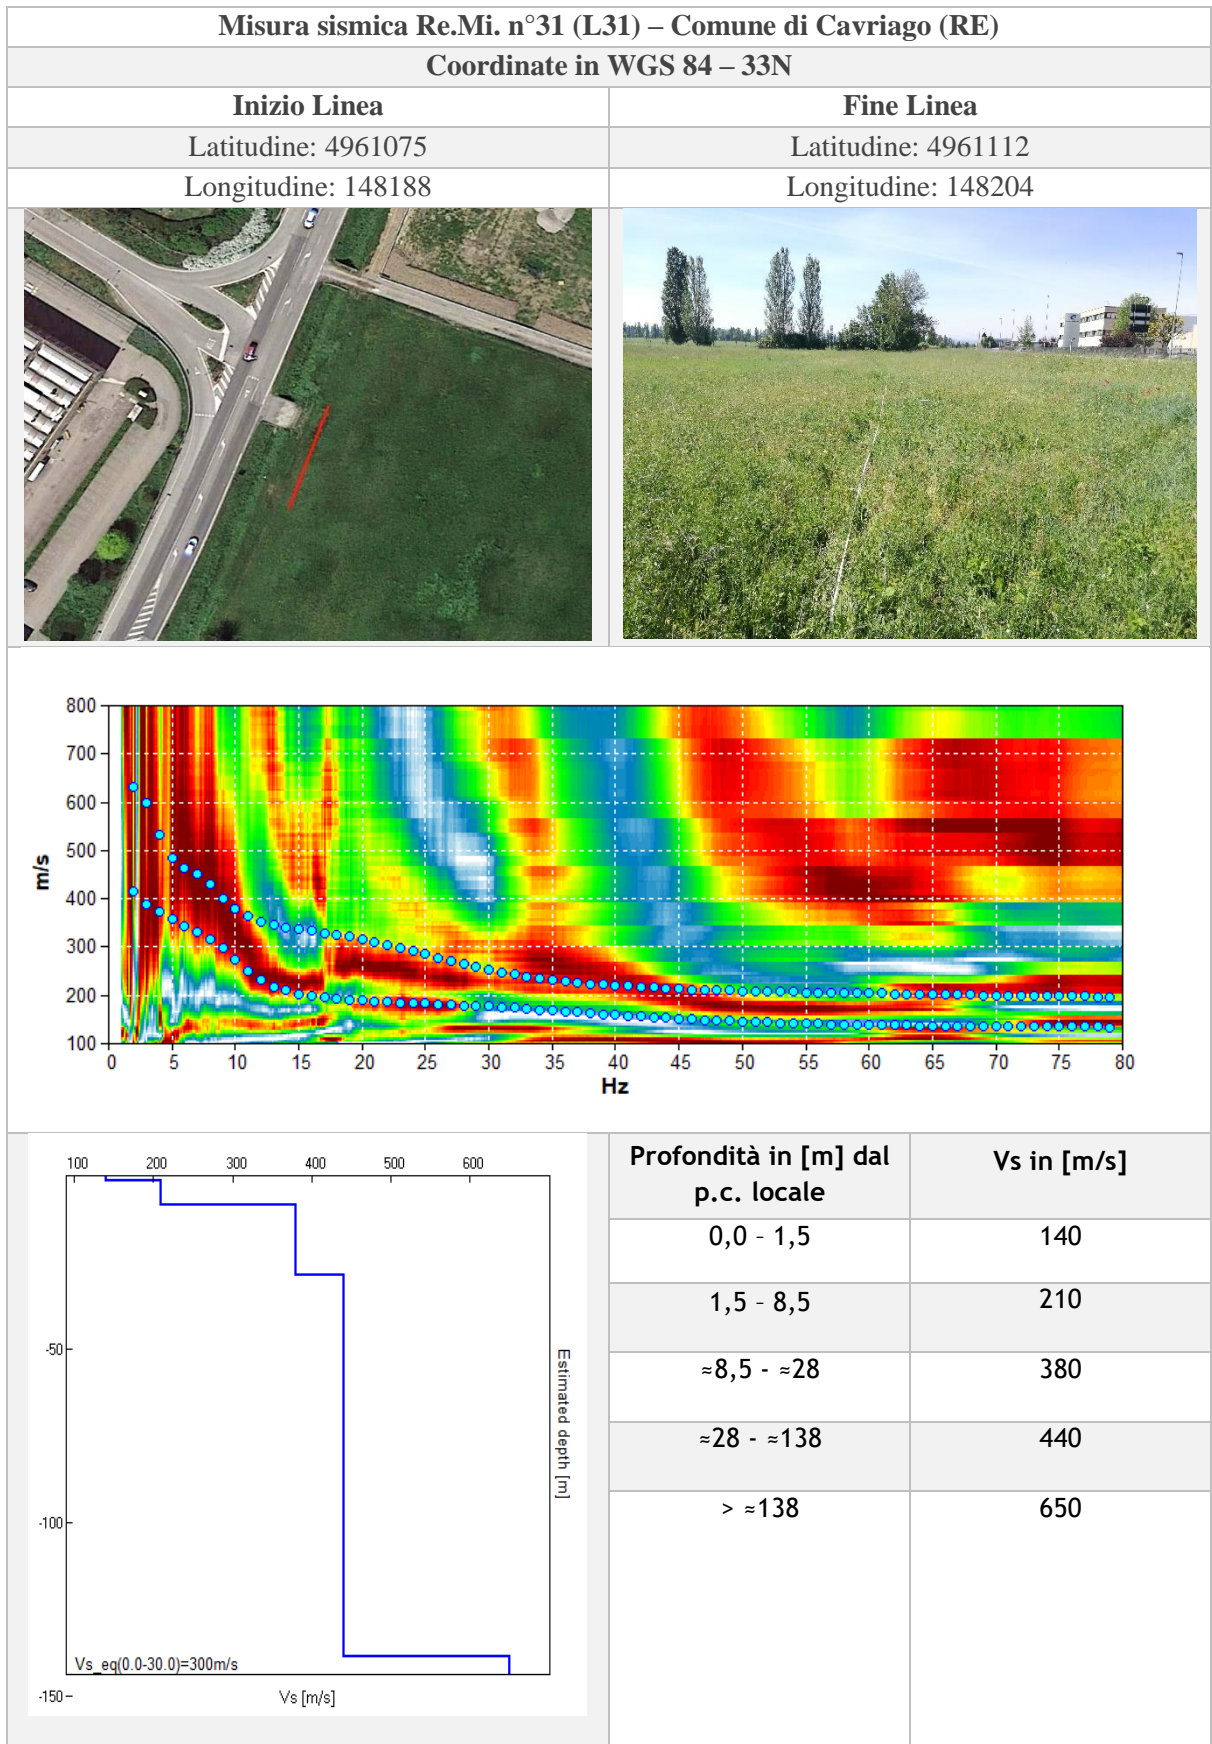 Misura sismica Re.Mi. n°31 (L31) – Comune di Cavriago (RE)
Coordinate in WGS 84 – 33N
Inizio Linea
Fine Linea
Latitudine: 4961075
Latitudine: 4961112
Longitudine: 148188
Longitudine: 148204
800
700
600
500
400
300
200
100
m/s
0 5 10 15 20 25 30 35 40 45 50 55 60 65 70 75 80
Hz
100 200 300 400 500 600
-50
-100
-150
Estimated depth [m]
Vs_eq(0.0-30.0)=300m/s
Vs [m/s]
Profondità in [m] dal
p.c. locale
Vs in [m/s]
0,0 – 1,5
140
1,5 – 8,5
210
≈8,5 - ≈28
380
≈28 - ≈138
440
> ≈138
650